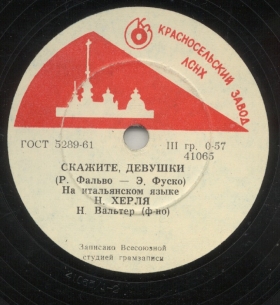 КРАСНОСЕЛЬСКИЙ ЗАВОД
ЛСНХ
ГОСТ 5289-61
III гр. 0-57
41065
СКАЖИТЕ, ДЕВУШКИ
(Р. Фальво — Э. Фуско)
На итальянском языке
Н. ХЕРЛЯ
Н. Вальтер (ф-но)
Записано Всесоюзной
студией грамзаписи